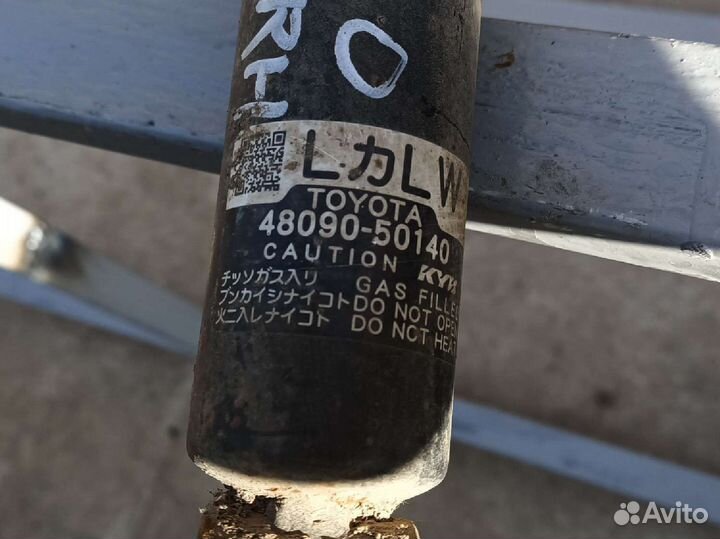 RH
O
LカLW
TOYOTA
48090-50140
CAUTION KYB
チッソガス入リ GAS FILLED
ブンカイシナイコト DO NOT OPEN
火ニ入レナイコト DO NOT HEAT
Avito